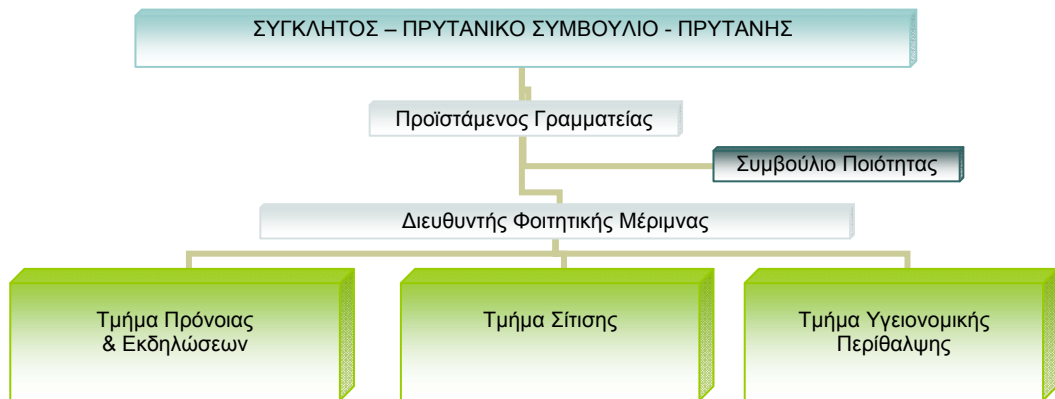 ΣΥΓΚΛΗΤΟΣ – ΠΡΥΤΑΝΙΚΟ ΣΥΜΒΟΥΛΙΟ - ΠΡΥΤΑΝΗΣ
Προϊστάμενος Γραμματείας
Συμβούλιο Ποιότητας
Διευθυντής Φοιτητικής Μέριμνας
Τμήμα Πρόνοιας
& Εκδηλώσεων
Τμήμα Σίτισης
Τμήμα Υγειονομικής
Περίθαλψης